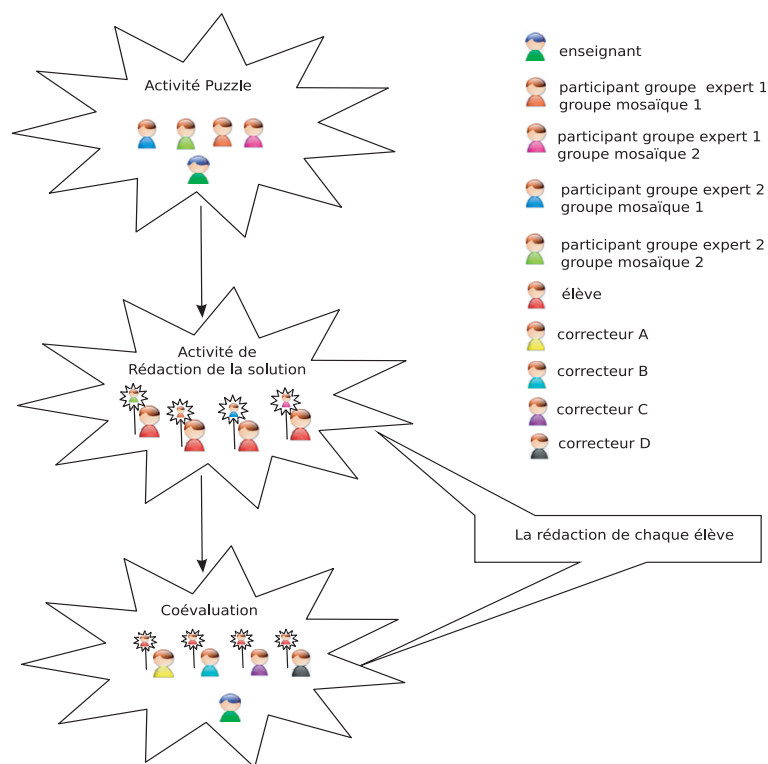 Activité Puzzle
enseignant
participant groupe expert 1
groupe mosaïque 1
participant groupe expert 1
groupe mosaïque 2
participant groupe expert 2
groupe mosaïque 1
participant groupe expert 2
groupe mosaïque 2
élève
correcteur A
correcteur B
correcteur C
correcteur D
Activité de
Rédaction de la solution
La rédaction de chaque élève
Coévaluation